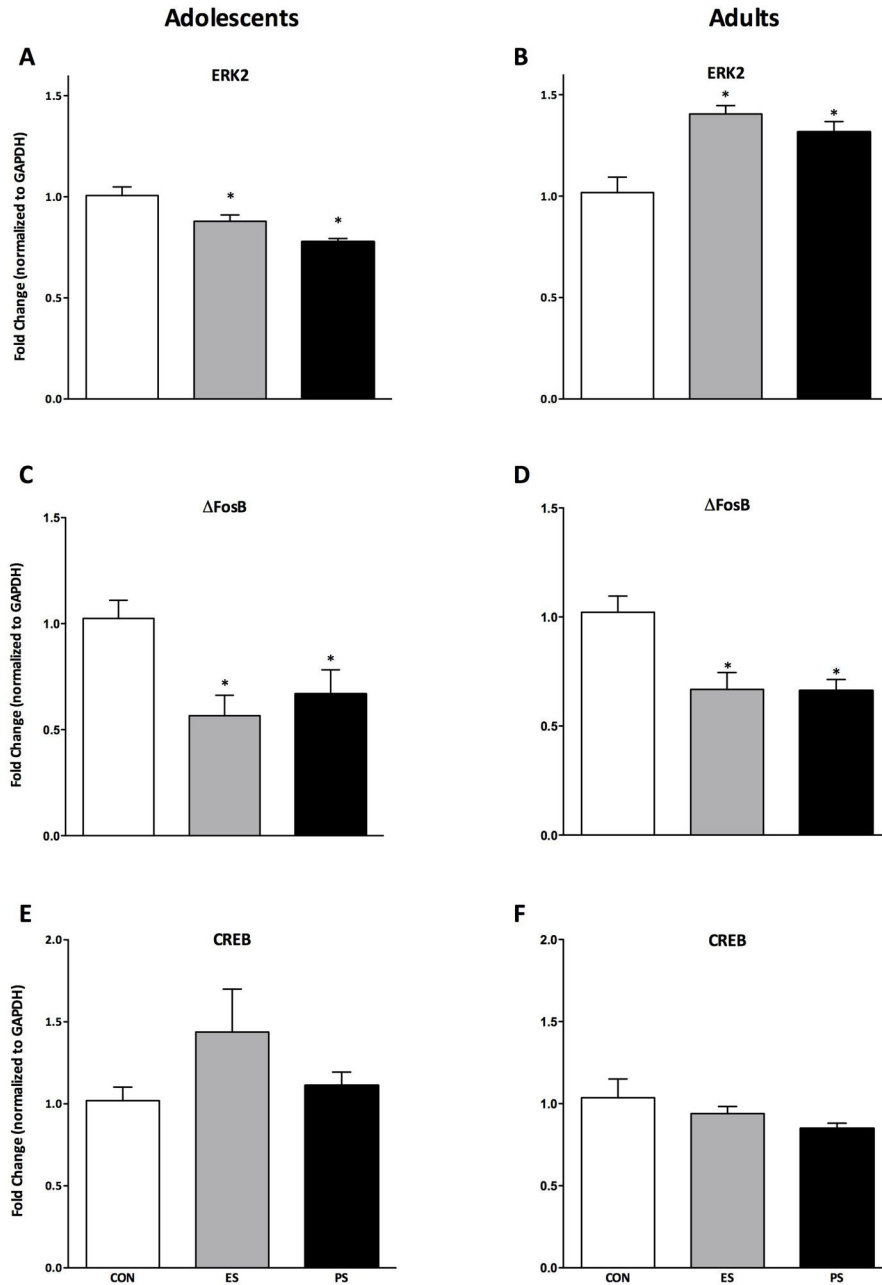 Adolescents
Adults
A
ERK2
Fold Change (normalized to GAPDH)
1.5
1.0
0.5
0.0
*
*
B
ERK2
1.5
1.0
0.5
0.0
*
*
C
ΔFosB
Fold Change (normalized to GAPDH)
1.5
1.0
0.5
0.0
*
*
D
ΔFosB
1.5
1.0
0.5
0.0
*
*
E
CREB
Fold Change (normalized to GAPDH)
2.0
1.5
1.0
0.5
0.0
CON ES PS
F
CREB
2.0
1.5
1.0
0.5
0.0
CON ES PS